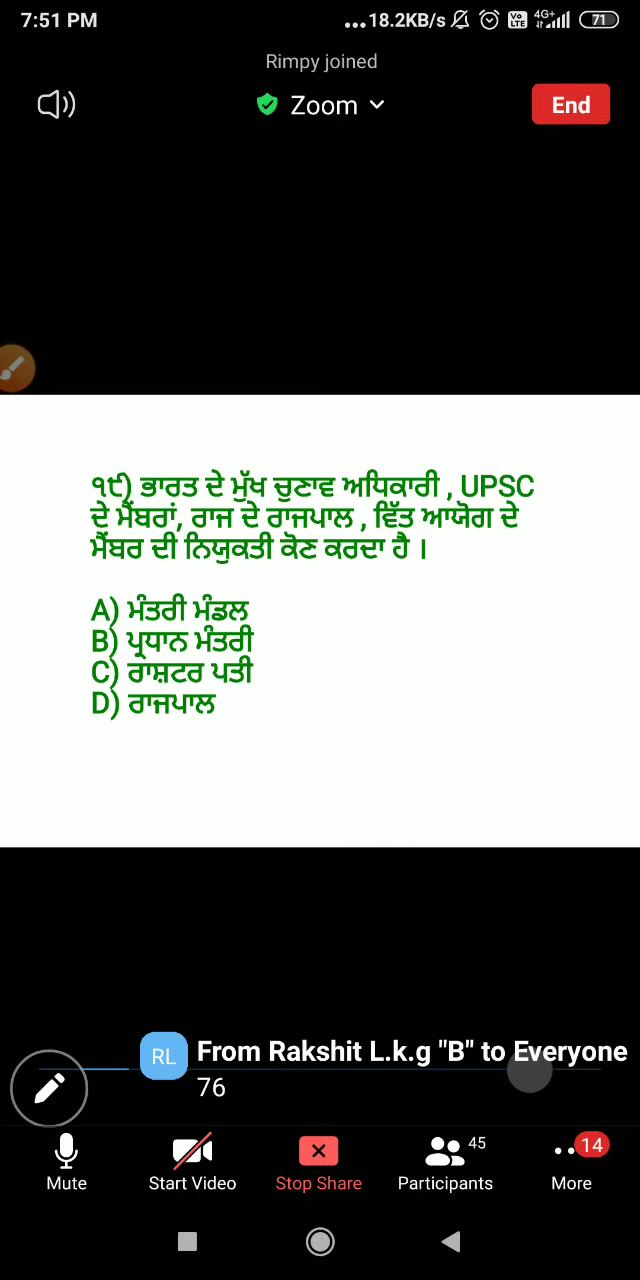 7:51 PM
...18.2KB/s Vo LTE 4G+ 71
Rimpy joined
Zoom
End
੧੯) ਭਾਰਤ ਦੇ ਮੁੱਖ ਚੁਣਾਵ ਅਧਿਕਾਰੀ , UPSC
ਦੇ ਮੈਂਬਰਾਂ, ਰਾਜ ਦੇ ਰਾਜਪਾਲ , ਵਿੱਤ ਆਯੋਗ ਦੇ
ਮੈਂਬਰ ਦੀ ਨਿਯੁਕਤੀ ਕੋਣ ਕਰਦਾ ਹੈ ।
A) ਮੰਤਰੀ ਮੰਡਲ
B) ਪ੍ਰਧਾਨ ਮੰਤਰੀ
C) ਰਾਸ਼ਟਰ ਪਤੀ
D) ਰਾਜਪਾਲ
RL From Rakshit L.k.g "B" to Everyone
76
45
14
Mute Start Video Stop Share Participants More